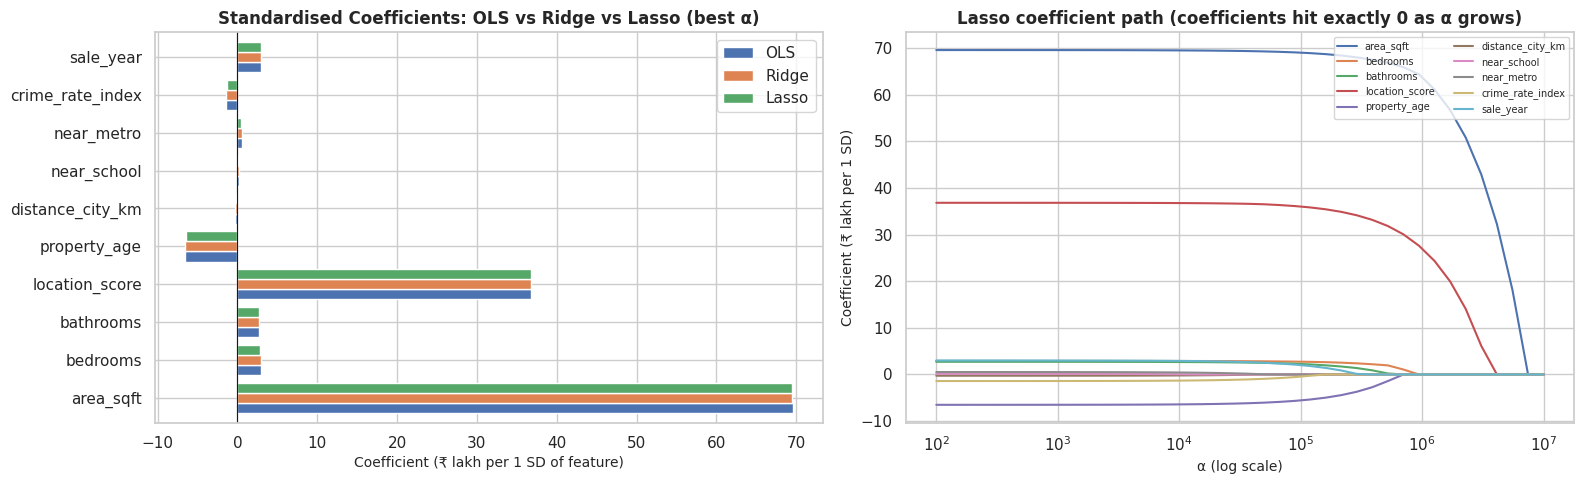 Standardised Coefficients: OLS vs Ridge vs Lasso (best α)
OLS
Ridge
Lasso
sale_year
crime_rate_index
near_metro
near_school
distance_city_km
property_age
location_score
bathrooms
bedrooms
area_sqft
−10 0 10 20 30 40 50 60 70
Coefficient (₹ lakh per 1 SD of feature)
Lasso coefficient path (coefficients hit exactly 0 as α grows)
area_sqft
bedrooms
bathrooms
location_score
property_age
distance_city_km
near_school
near_metro
crime_rate_index
sale_year
Coefficient (₹ lakh per 1 SD)
70
60
50
40
30
20
10
0
−10
10² 10³ 10⁴ 10⁵ 10⁶ 10⁷
α (log scale)